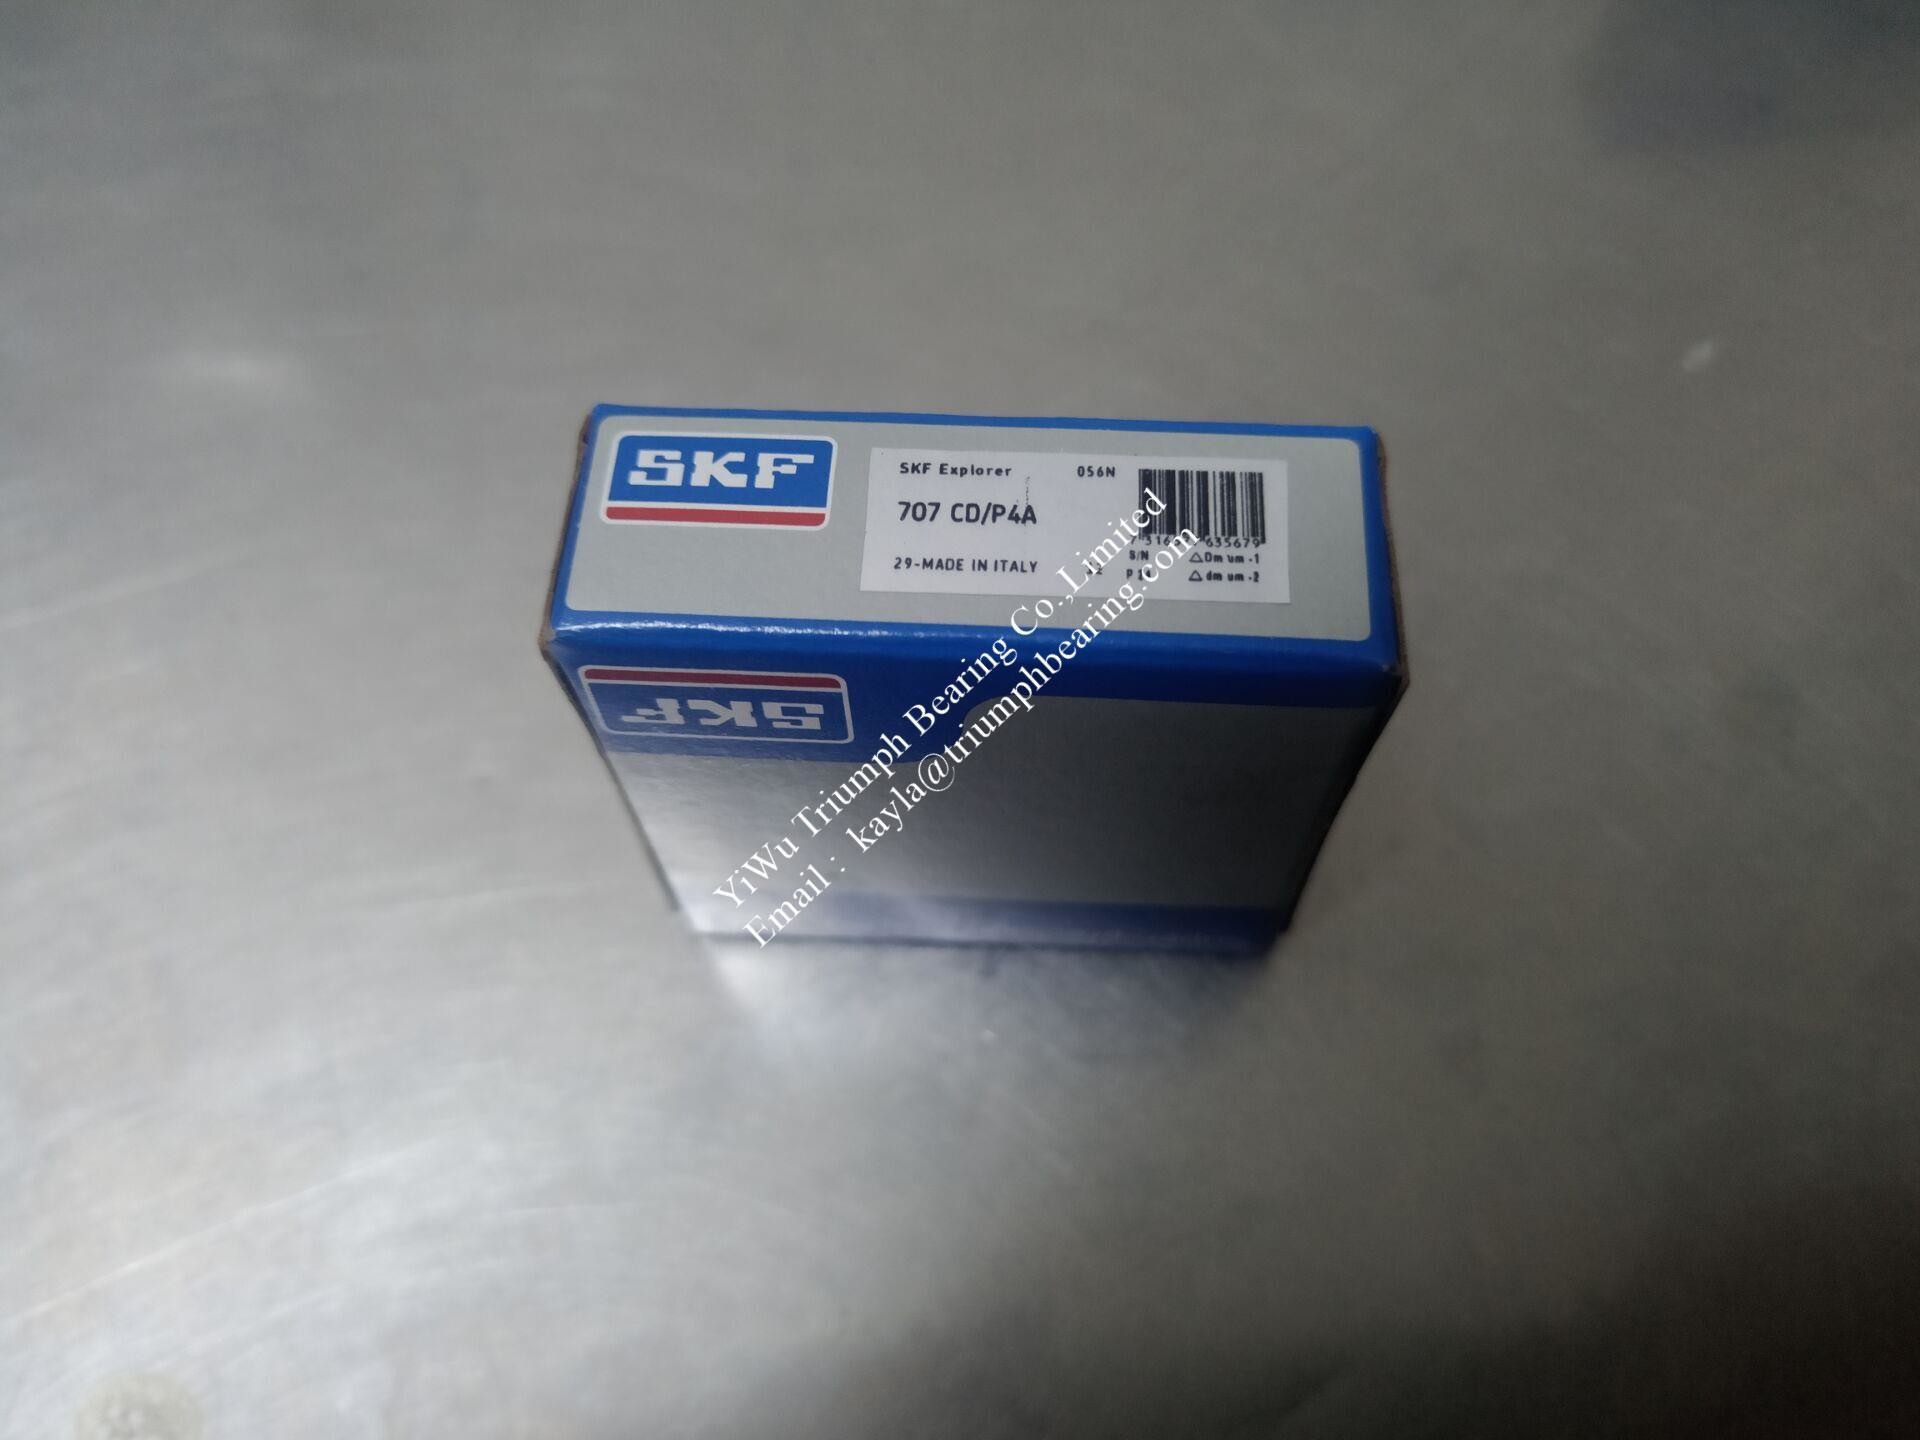 SKF
SKF Explorer 056N
707 CD/P4A
635679
S/N △Dm um -1
29-MADE IN ITALY △dm um -2
SKF
YiWu Triumph Bearing Co.,Limited
Email : kayla@triumphbearing.com